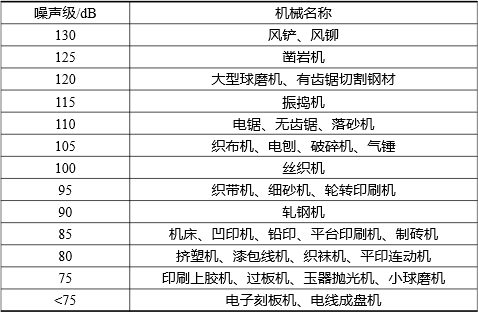 噪声级/dB 机械名称
130 风铲、风铆
125 凿岩机
120 大型球磨机、有齿锯切割钢材
115 振捣机
110 电锯、无齿锯、落砂机
105 织布机、电刨、破碎机、气锤
100 丝织机
95 织带机、细砂机、轮转印刷机
90 轧钢机
85 机床、凹印机、铅印、平台印刷机、制砖机
80 挤塑机、漆包线机、织袜机、平印连动机
75 印刷上胶机、过板机、玉器抛光机、小球磨机
<75 电子刻板机、电线成盘机